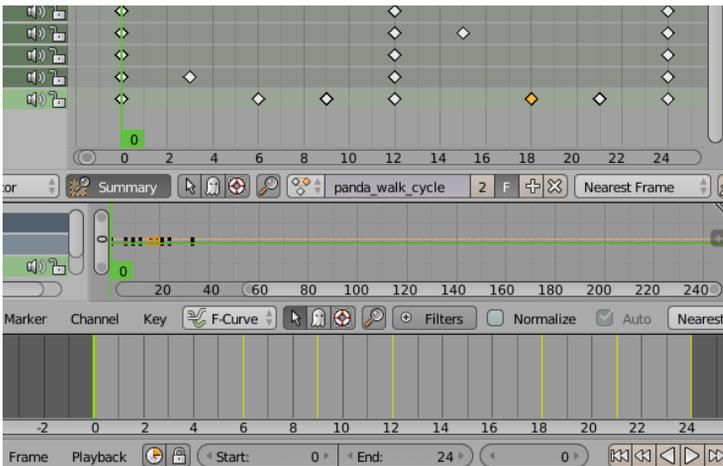 0
0 2 4 6 8 10 12 14 16 18 20 22 24
Summary panda_walk_cycle 2 F Nearest Frame
0
20 40 60 80 100 120 140 160 180 200 220 240
Marker Channel Key F-Curve Filters Normalize Auto
-2 0 2 4 6 8 10 12 14 16 18 20 22 24
Frame Playback Start: 0 End: 24 0